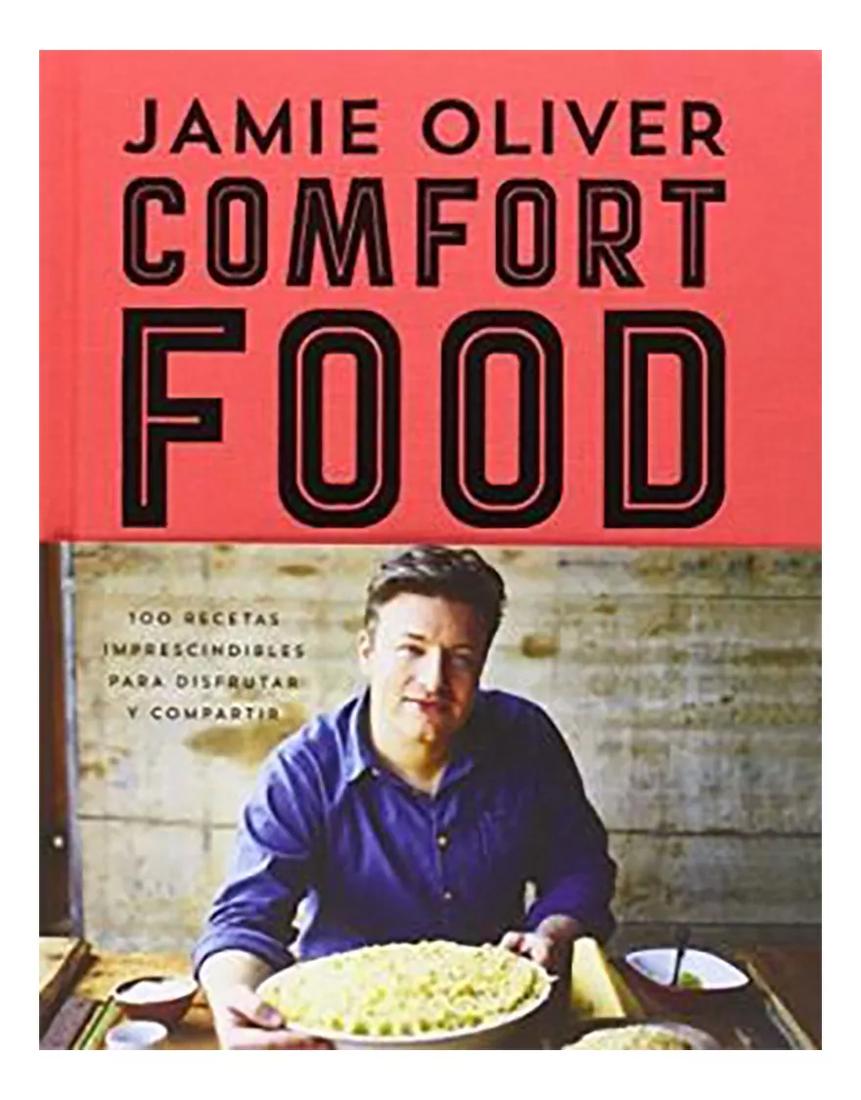 JAMIE OLIVER
COMFORT
FOOD
100 RECETAS
IMPRESCINDIBLES
PARA DISFRUTAR
Y COMPARTIR